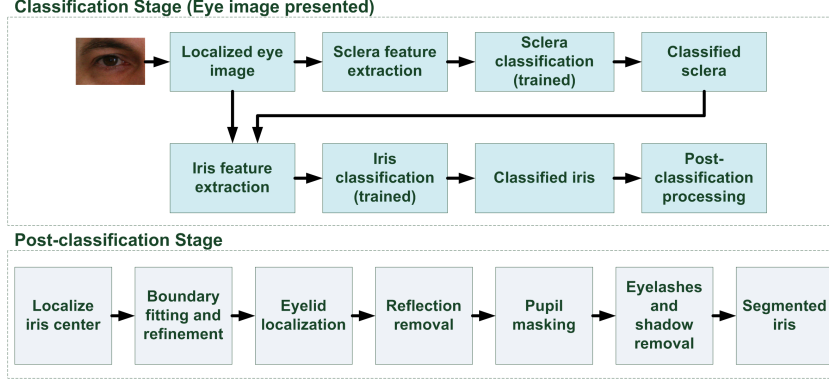 Classification Stage (Eye image presented)
Localized eye
image
Sclera feature
extraction
Sclera
classification
(trained)
Classified
sclera
Iris feature
extraction
Iris
classification
(trained)
Classified iris
Post-
classification
processing
Post-classification Stage
Localize
iris center
Boundary
fitting and
refinement
Eyelid
localization
Reflection
removal
Pupil
masking
Eyelashes
and
shadow
removal
Segmented
iris